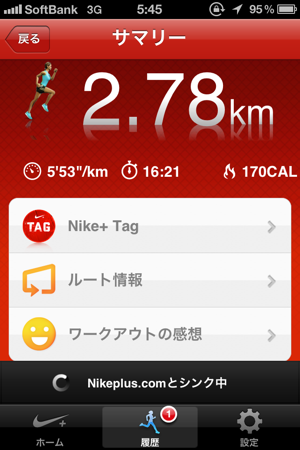 SoftBank 3G 5:45 95%
戻る サマリー
2.78km
5'53"/km 16:21 170CAL
TAG Nike+ Tag
ルート情報
ワークアウトの感想
Nikeplus.comとシンク中
1
ホーム 履歴 設定